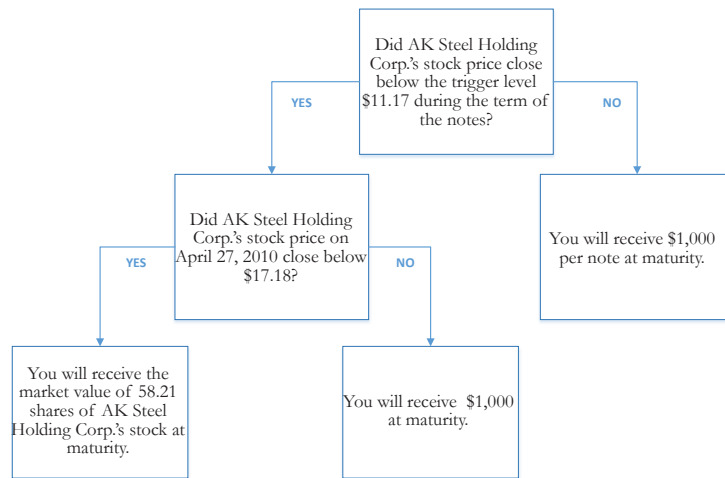 Did AK Steel Holding
Corp.'s stock price close
below the trigger level
$11.17 during the term of
the notes?
YES
NO
Did AK Steel Holding
Corp.'s stock price on
April 27, 2010 close below
$17.18?
You will receive $1,000
per note at maturity.
YES
NO
You will receive the
market value of 58.21
shares of AK Steel
Holding Corp.'s stock at
maturity.
You will receive $1,000
at maturity.